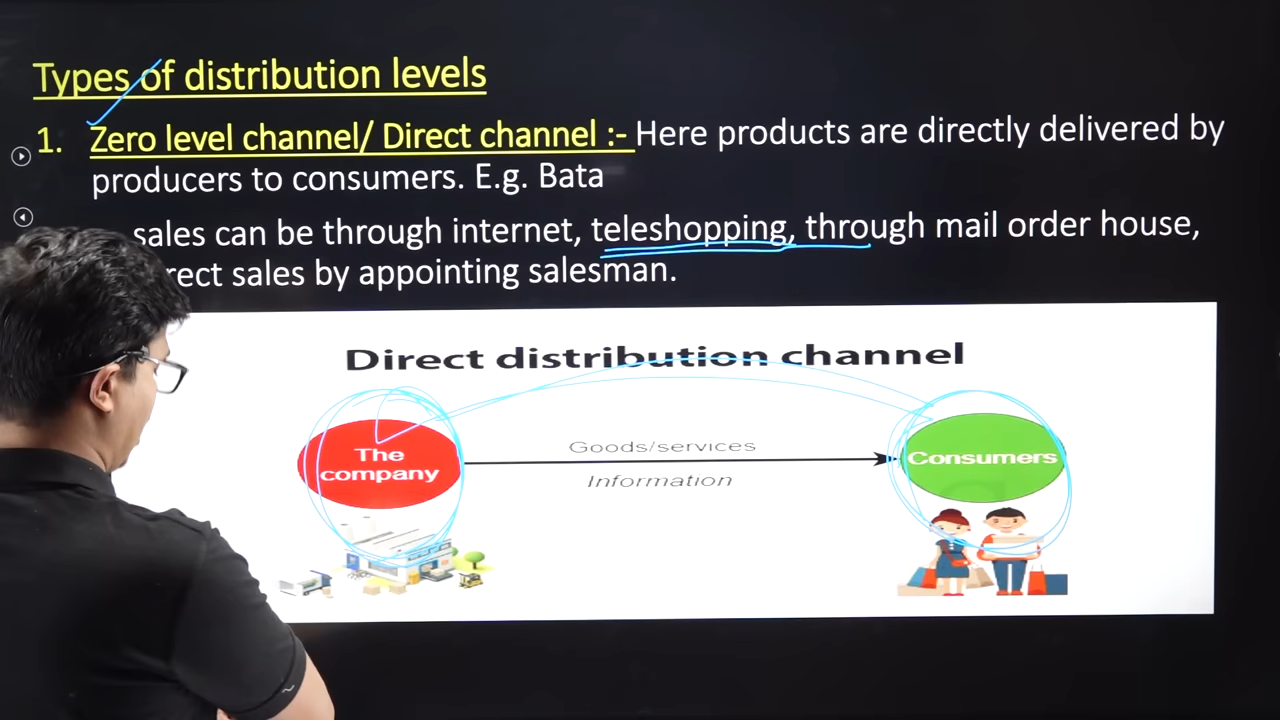 Types of distribution levels
1. Zero level channel/ Direct channel :- Here products are directly delivered by
producers to consumers. E.g. Bata
sales can be through internet, teleshopping, through mail order house,
rect sales by appointing salesman.
Direct distribution channel
The
company
Goods/services
Information
Consumers